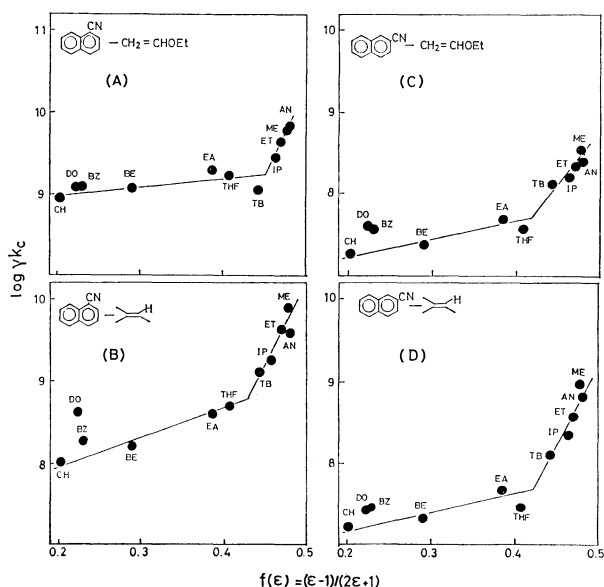 log γkc
11
10
9
CN
CH₂=CHOEt
(A)
AN
ME
ET
IP
EA
THF
TB
DO
BZ
BE
CH
CN
CH₂=CHOEt
(C)
9
8
7
ME
ET
AN
TB
IP
EA
THF
DO
BZ
BE
CH
10
9
8
CN
H
(B)
ME
ET
AN
IP
TB
THF
EA
DO
BZ
BE
CH
0.2
0.3
0.4
0.5
CN
H
(D)
10
9
8
7
ME
AN
ET
IP
TB
EA
THF
DO
BZ
BE
CH
0.2
0.3
0.4
0.5
f(ε) = (ε-1)/(2ε+1)